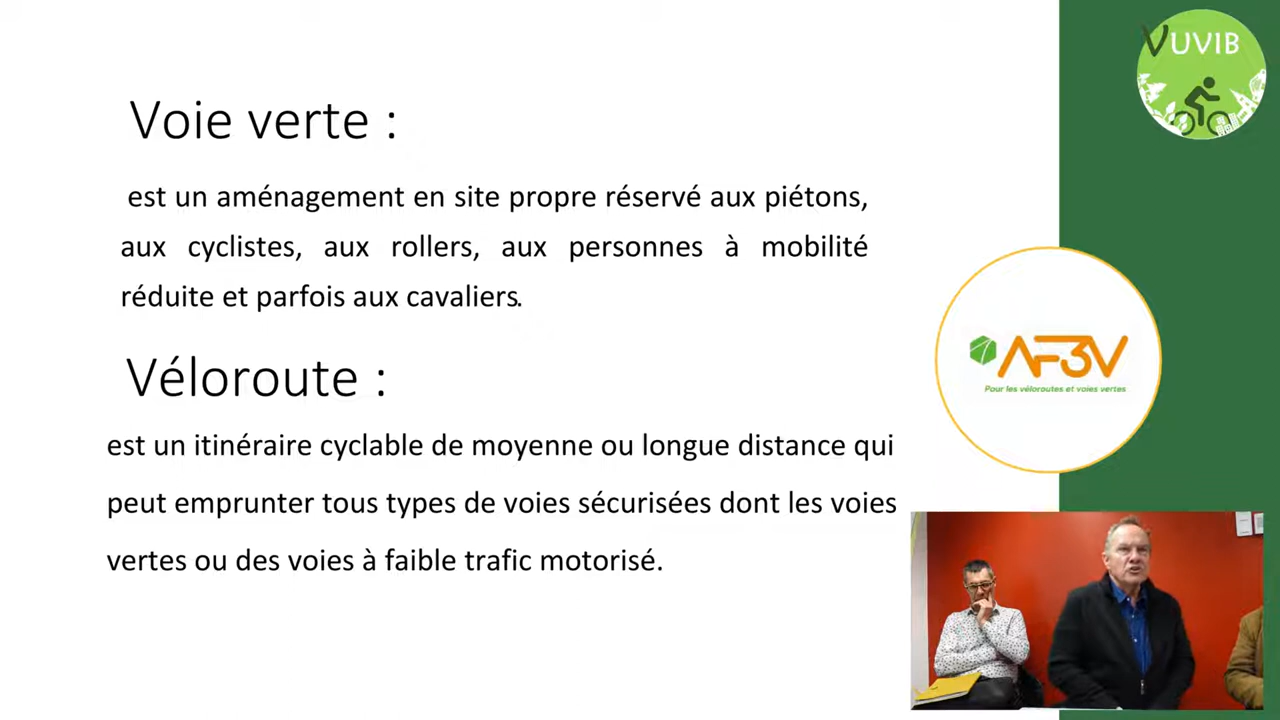 VUVIB
Voie verte :
est un aménagement en site propre réservé aux piétons,
aux cyclistes, aux rollers, aux personnes à mobilité
réduite et parfois aux cavaliers.
AF3V
Pour les véloroutes et voies vertes
Véloroute :
est un itinéraire cyclable de moyenne ou longue distance qui
peut emprunter tous types de voies sécurisées dont les voies
vertes ou des voies à faible trafic motorisé.